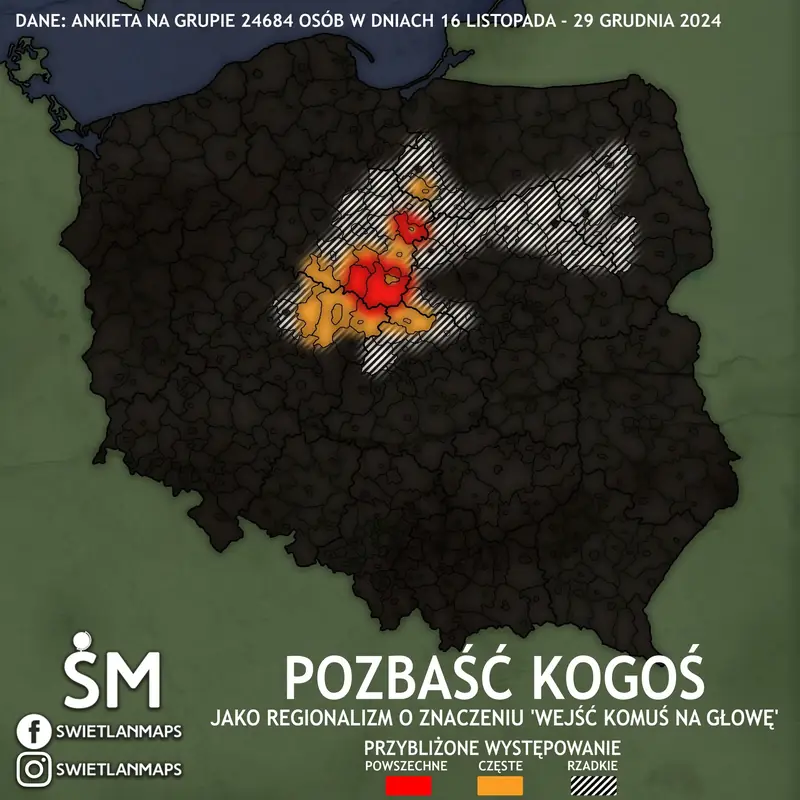 DANE: ANKIETA NA GRUPIE 24684 OSÓB W DNIACH 16 LISTOPADA - 29 GRUDNIA 2024
ŚM
SWIETLANMAPS
SWIETLANMAPS
POZBAŚĆ KOGOŚ
JAKO REGIONALIZM O ZNACZENIU 'WEJŚĆ KOMUŚ NA GŁOWĘ'
PRZYBLIŻONE WYSTĘPOWANIE
POWSZECHNE CZĘSTE RZADKIE